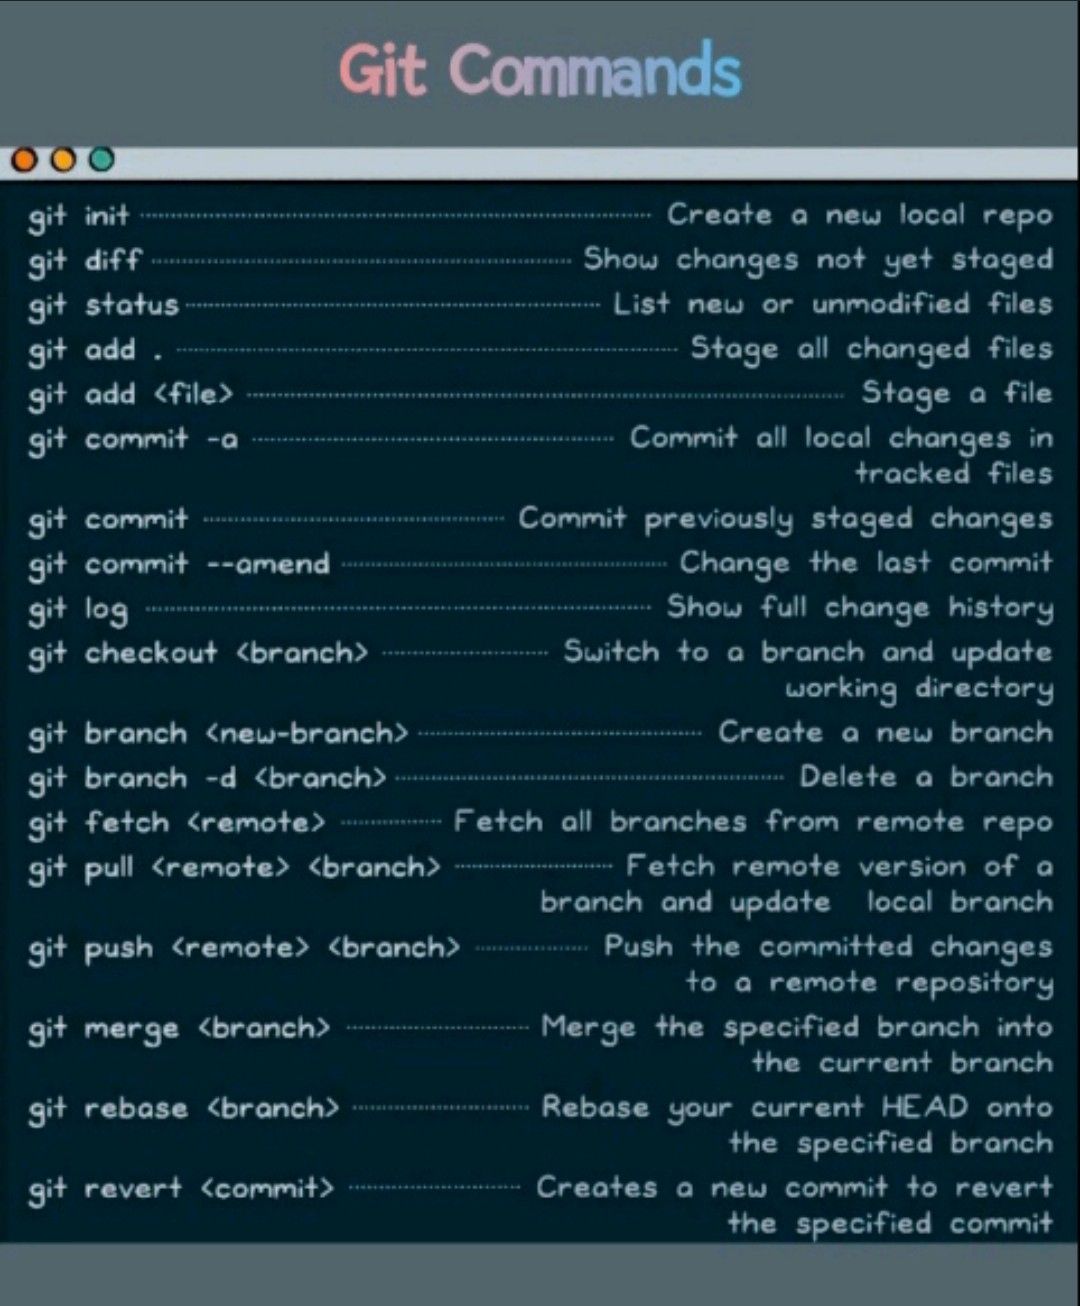 Git Commands
git init Create a new local repo
git diff Show changes not yet staged
git status List new or unmodified files
git add . Stage all changed files
git add <file> Stage a file
git commit -a Commit all local changes in
tracked files
git commit Commit previously staged changes
git commit --amend Change the last commit
git log Show full change history
git checkout <branch> Switch to a branch and update
working directory
git branch <new-branch> Create a new branch
git branch -d <branch> Delete a branch
git fetch <remote> Fetch all branches from remote repo
git pull <remote> <branch> Fetch remote version of a
branch and update local branch
git push <remote> <branch> Push the committed changes
to a remote repository
git merge <branch> Merge the specified branch into
the current branch
git rebase <branch> Rebase your current HEAD onto
the specified branch
git revert <commit> Creates a new commit to revert
the specified commit